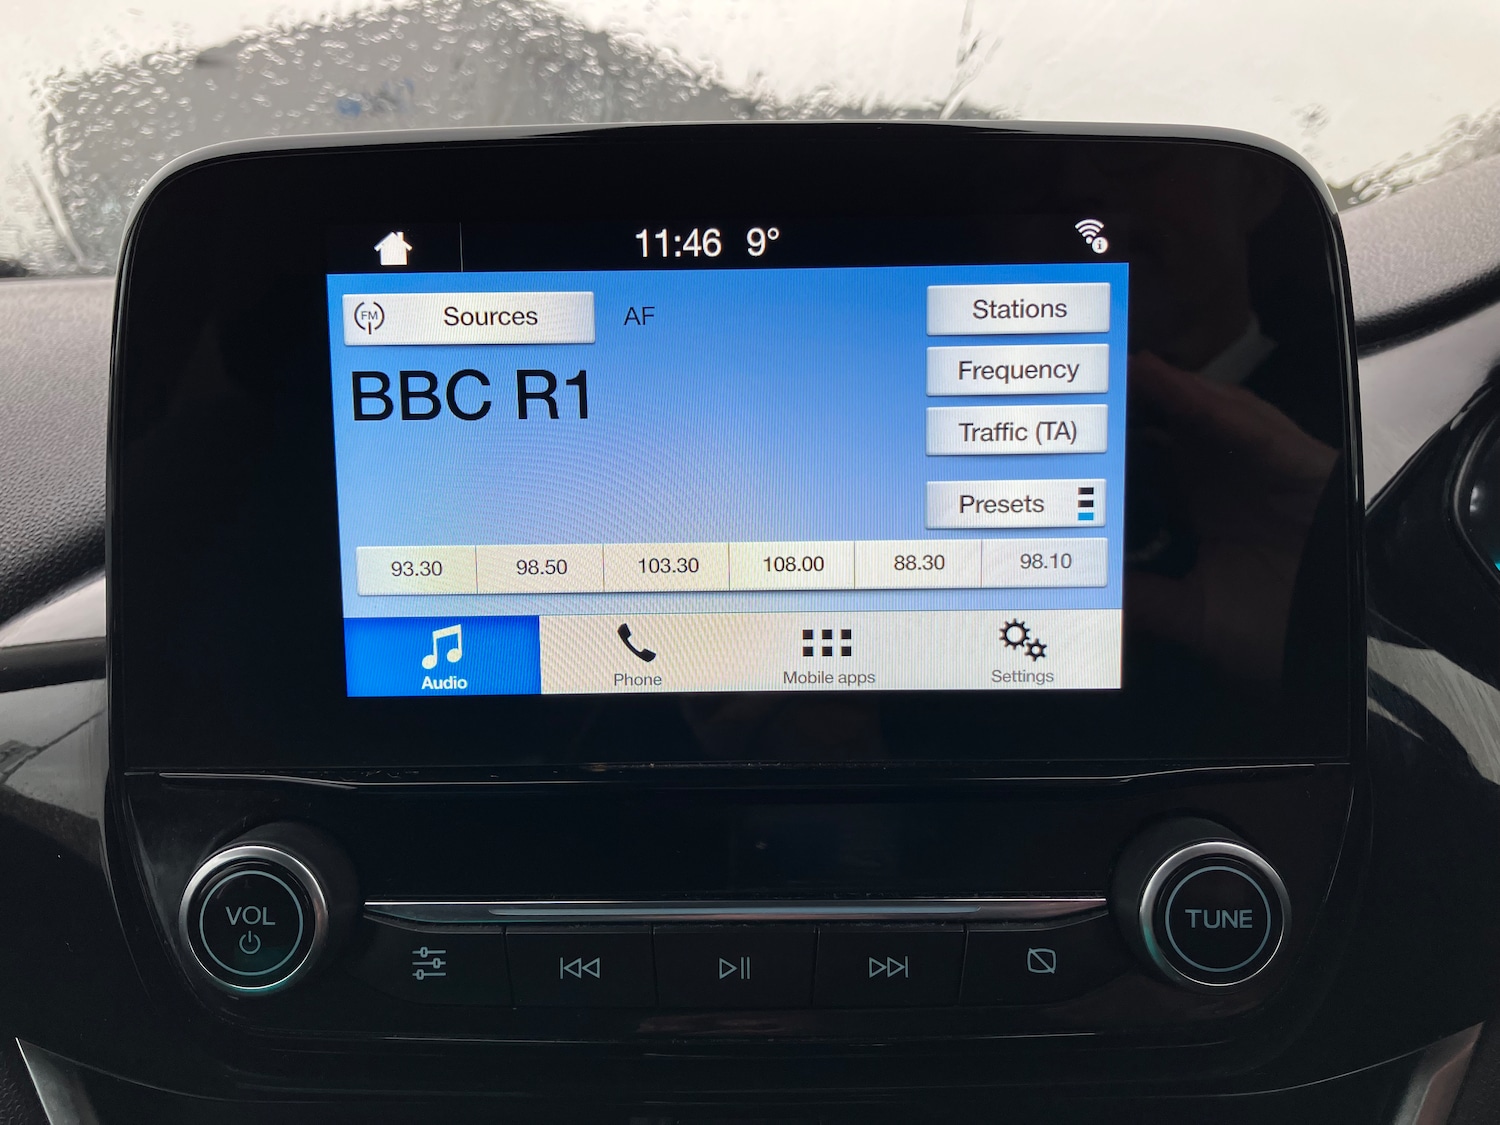 11:46 9°
FM Sources AF
BBC R1
Stations
Frequency
Traffic (TA)
Presets
93.30 98.50 103.30 108.00 88.30 98.10
Audio Phone Mobile apps Settings
VOL
TUNE